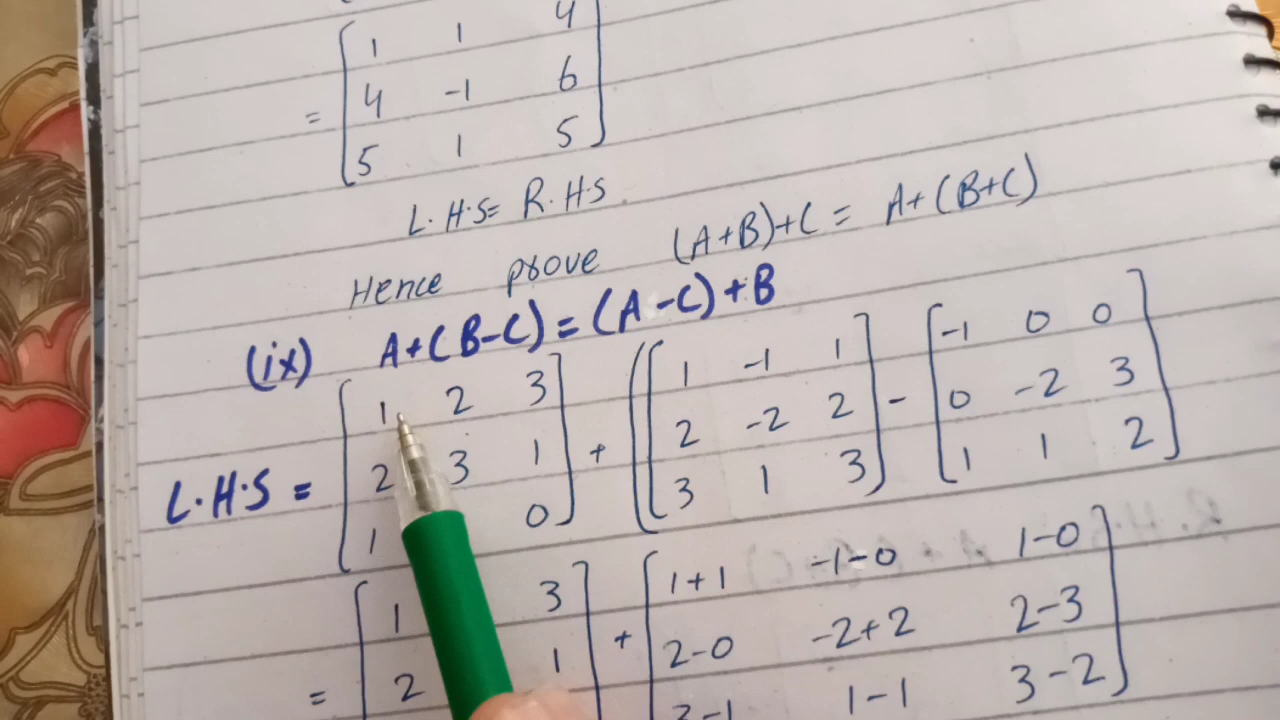 1 1 4
= 4 -1 6
5 1 5
L.H.S = R.H.S.
Hence prove (A+B)+C = A+(B+C)
(ix) A+(B-C) = (A-C)+B
L.H.S = [1 2 3 + ([1 -1 1] - [-1 0 0]
2 3 1 2 -2 2 0 -2 3
1 0] 3 1 3 1 1 2]
= [1 3] + [1+1 -1-0 1-0]
2 1 2-0 -2+2 2-3
3-1 1-1 3-2